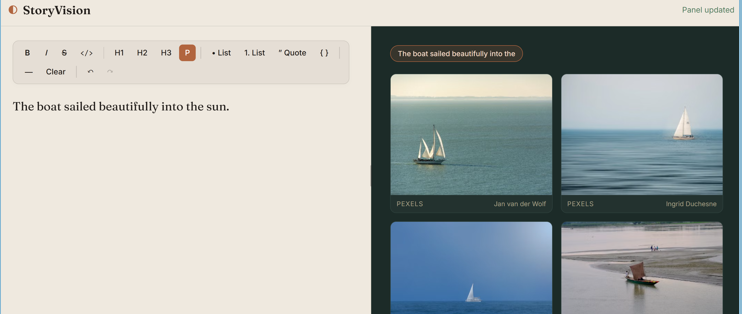 StoryVision
Panel updated
B I S </> H1 H2 H3 P • List 1. List " Quote { }
— Clear
The boat sailed beautifully into the sun.
The boat sailed beautifully into the
PEXELS Jan van der Wolf
PEXELS Ingrid Duchesne